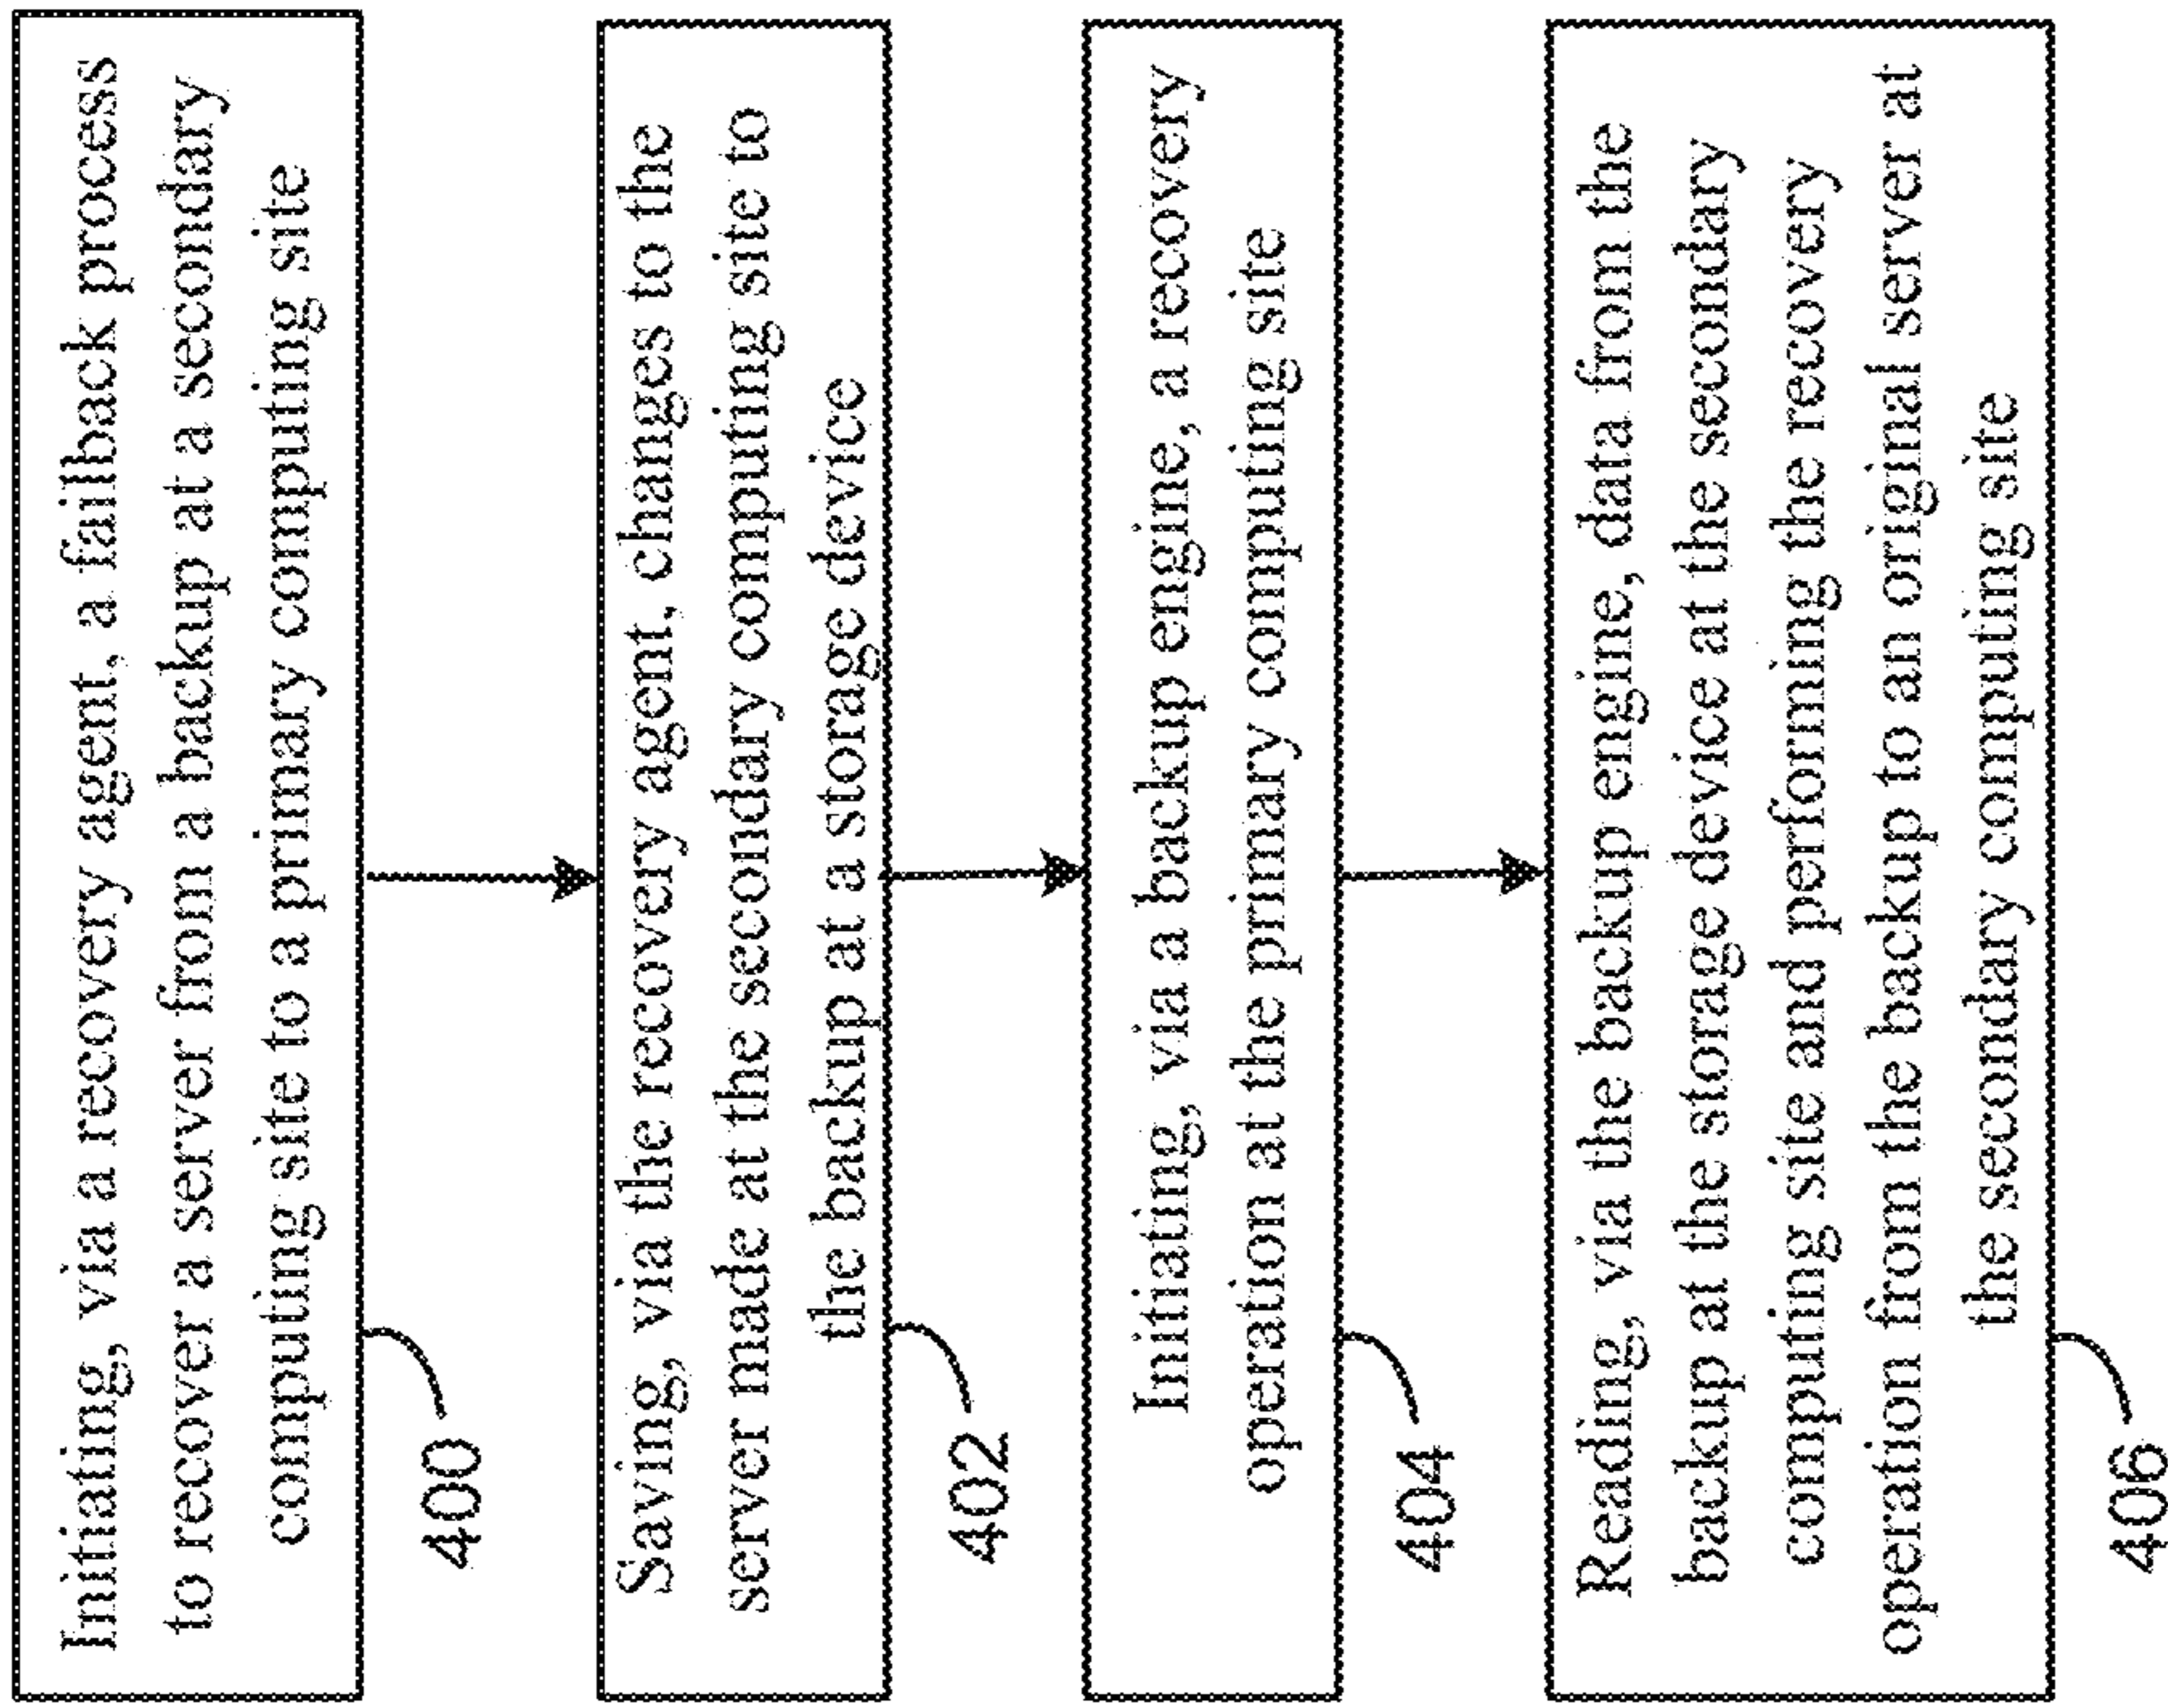 Initiating, via a recovery agent, a failback process
to recover a server from a backup at a secondary
computing site to a primary computing site
400
Saving, via the recovery agent, changes to the
server made at the secondary computing site to
the backup at a storage device
402
Initiating, via a backup engine, a recovery
operation at the primary computing site
404
Reading, via the backup engine, data from the
backup at the storage device at the secondary
computing site and performing the recovery
operation from the backup to an original server at
the secondary computing site
406